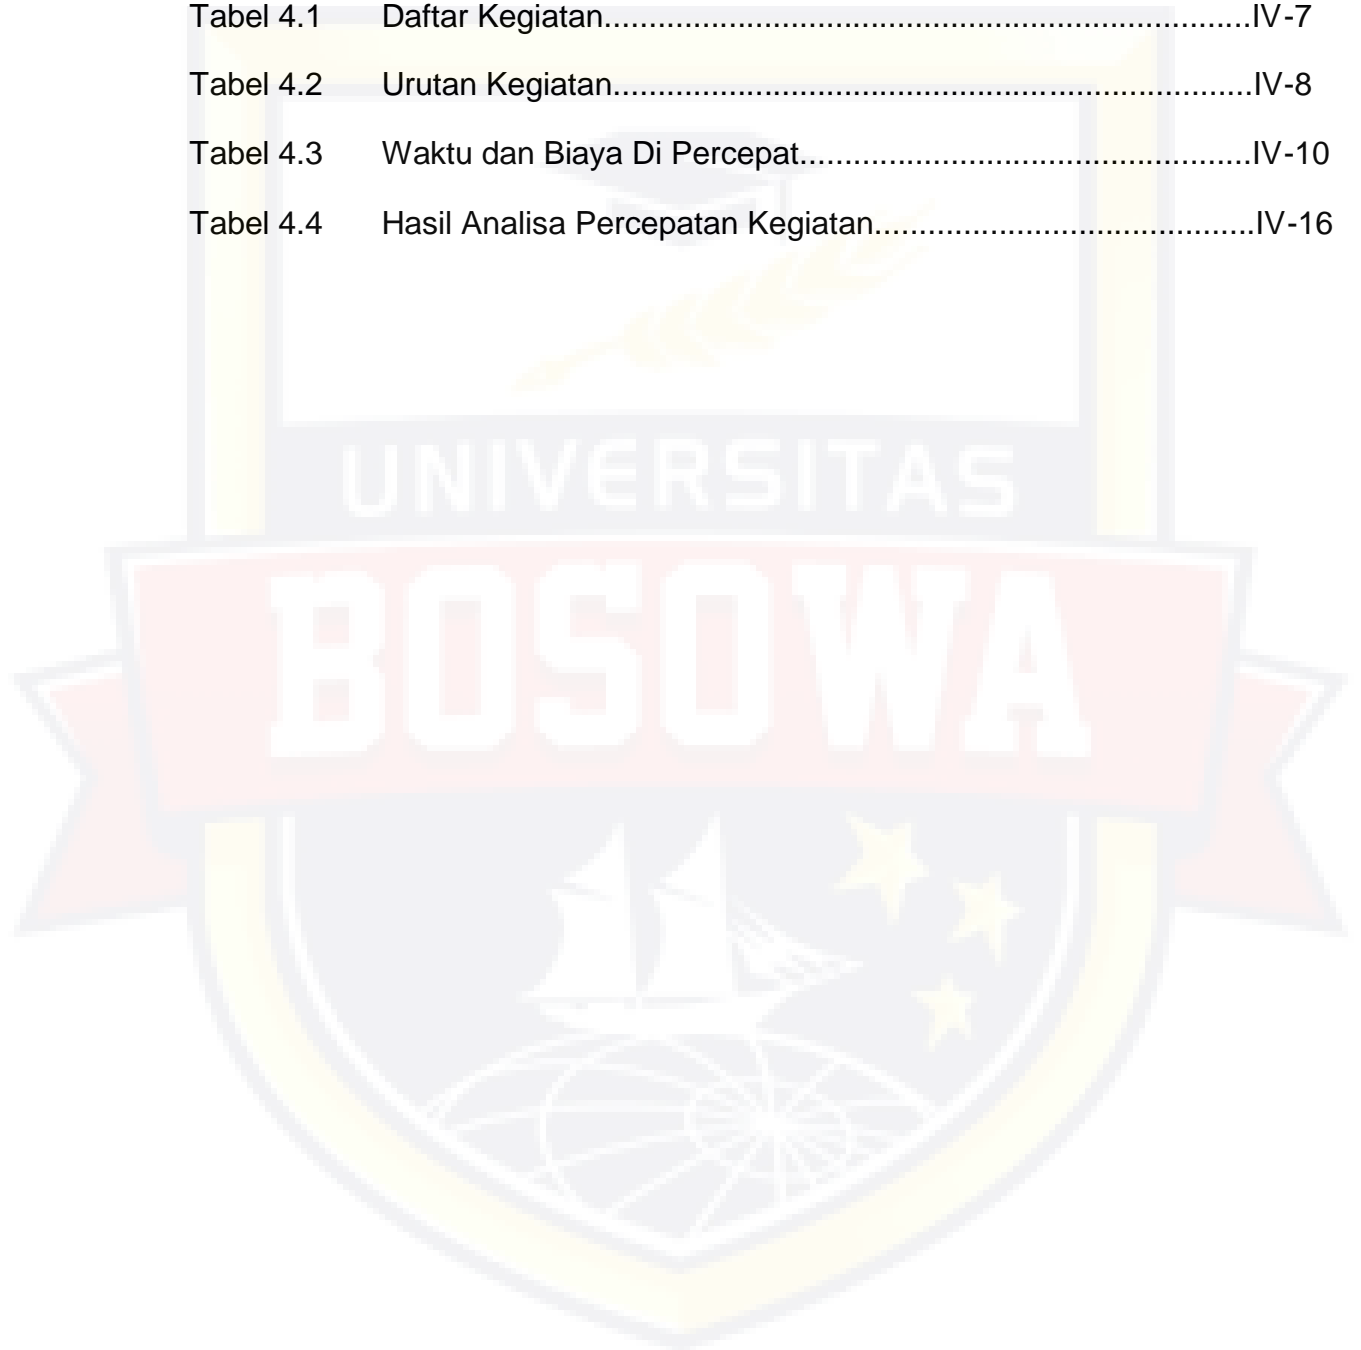 Tabel 4.1 Daftar Kegiatan........................................................................IV-7
Tabel 4.2 Urutan Kegiatan.......................................................................IV-8
Tabel 4.3 Waktu dan Biaya Di Percepat..................................................IV-10
Tabel 4.4 Hasil Analisa Percepatan Kegiatan..........................................IV-16
UNIVERSITAS
BOSOWA